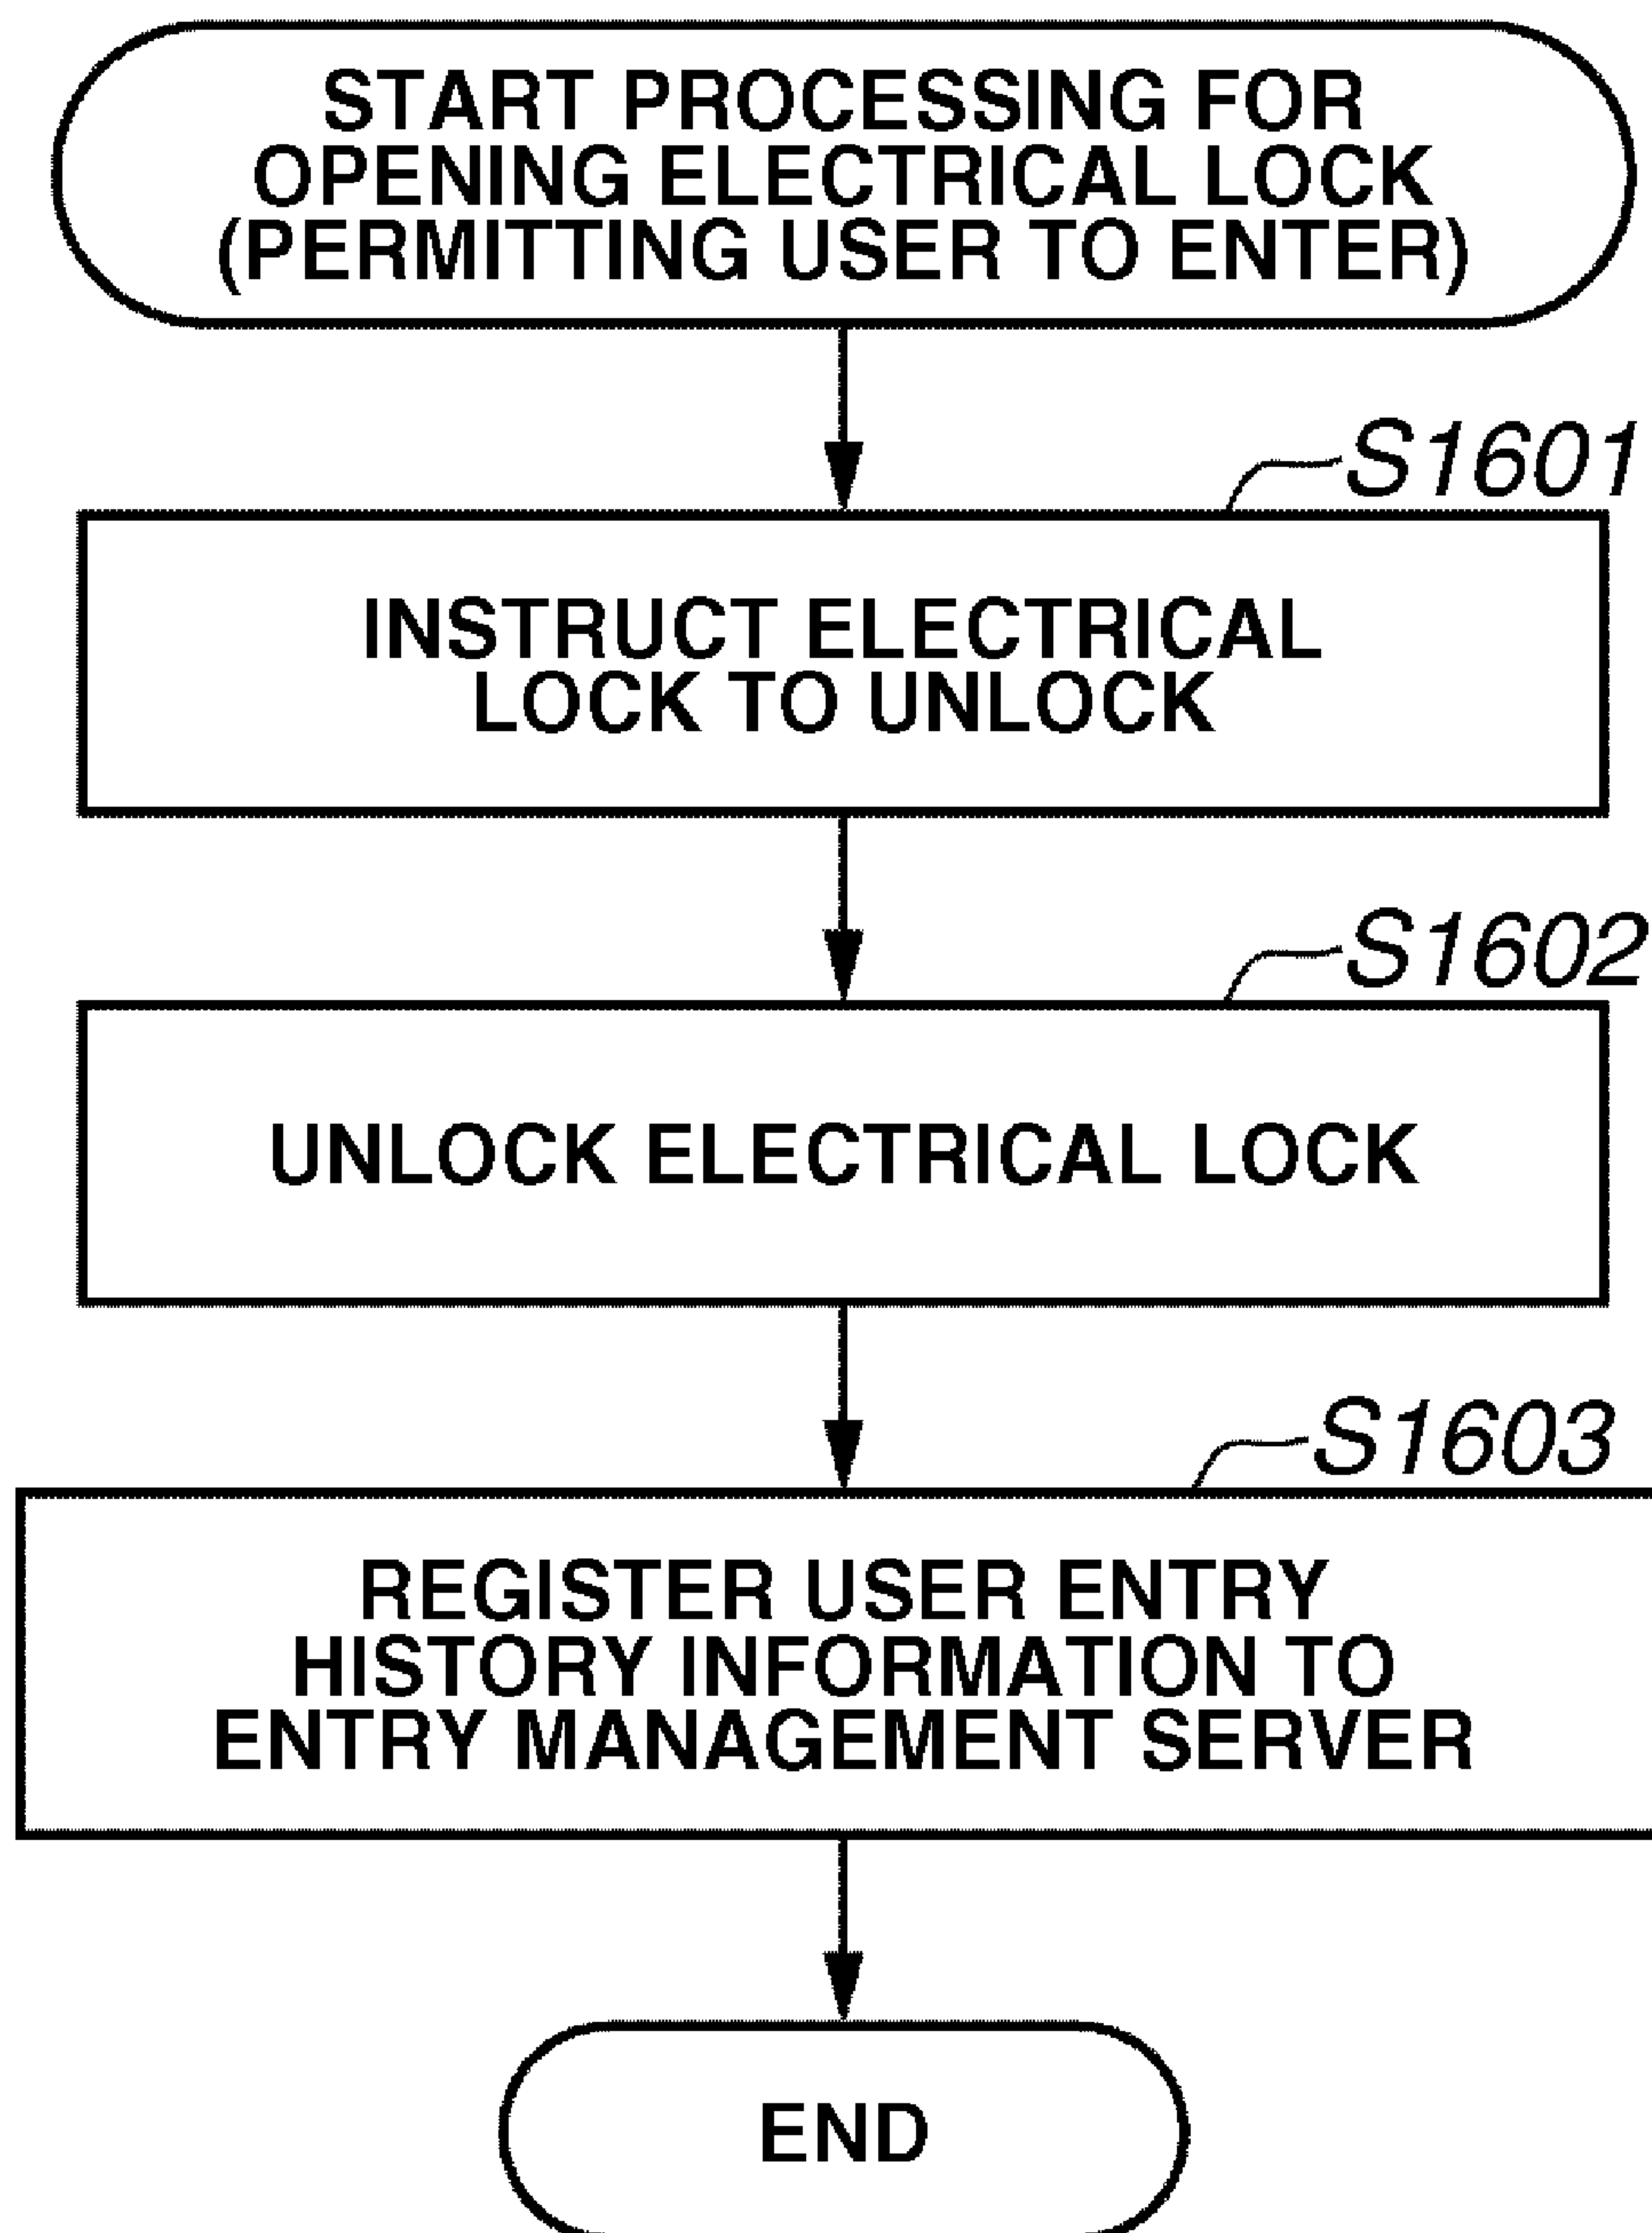 START PROCESSING FOR
OPENING ELECTRICAL LOCK
(PERMITTING USER TO ENTER)
S1601
INSTRUCT ELECTRICAL
LOCK TO UNLOCK
S1602
UNLOCK ELECTRICAL LOCK
S1603
REGISTER USER ENTRY
HISTORY INFORMATION TO
ENTRY MANAGEMENT SERVER
END